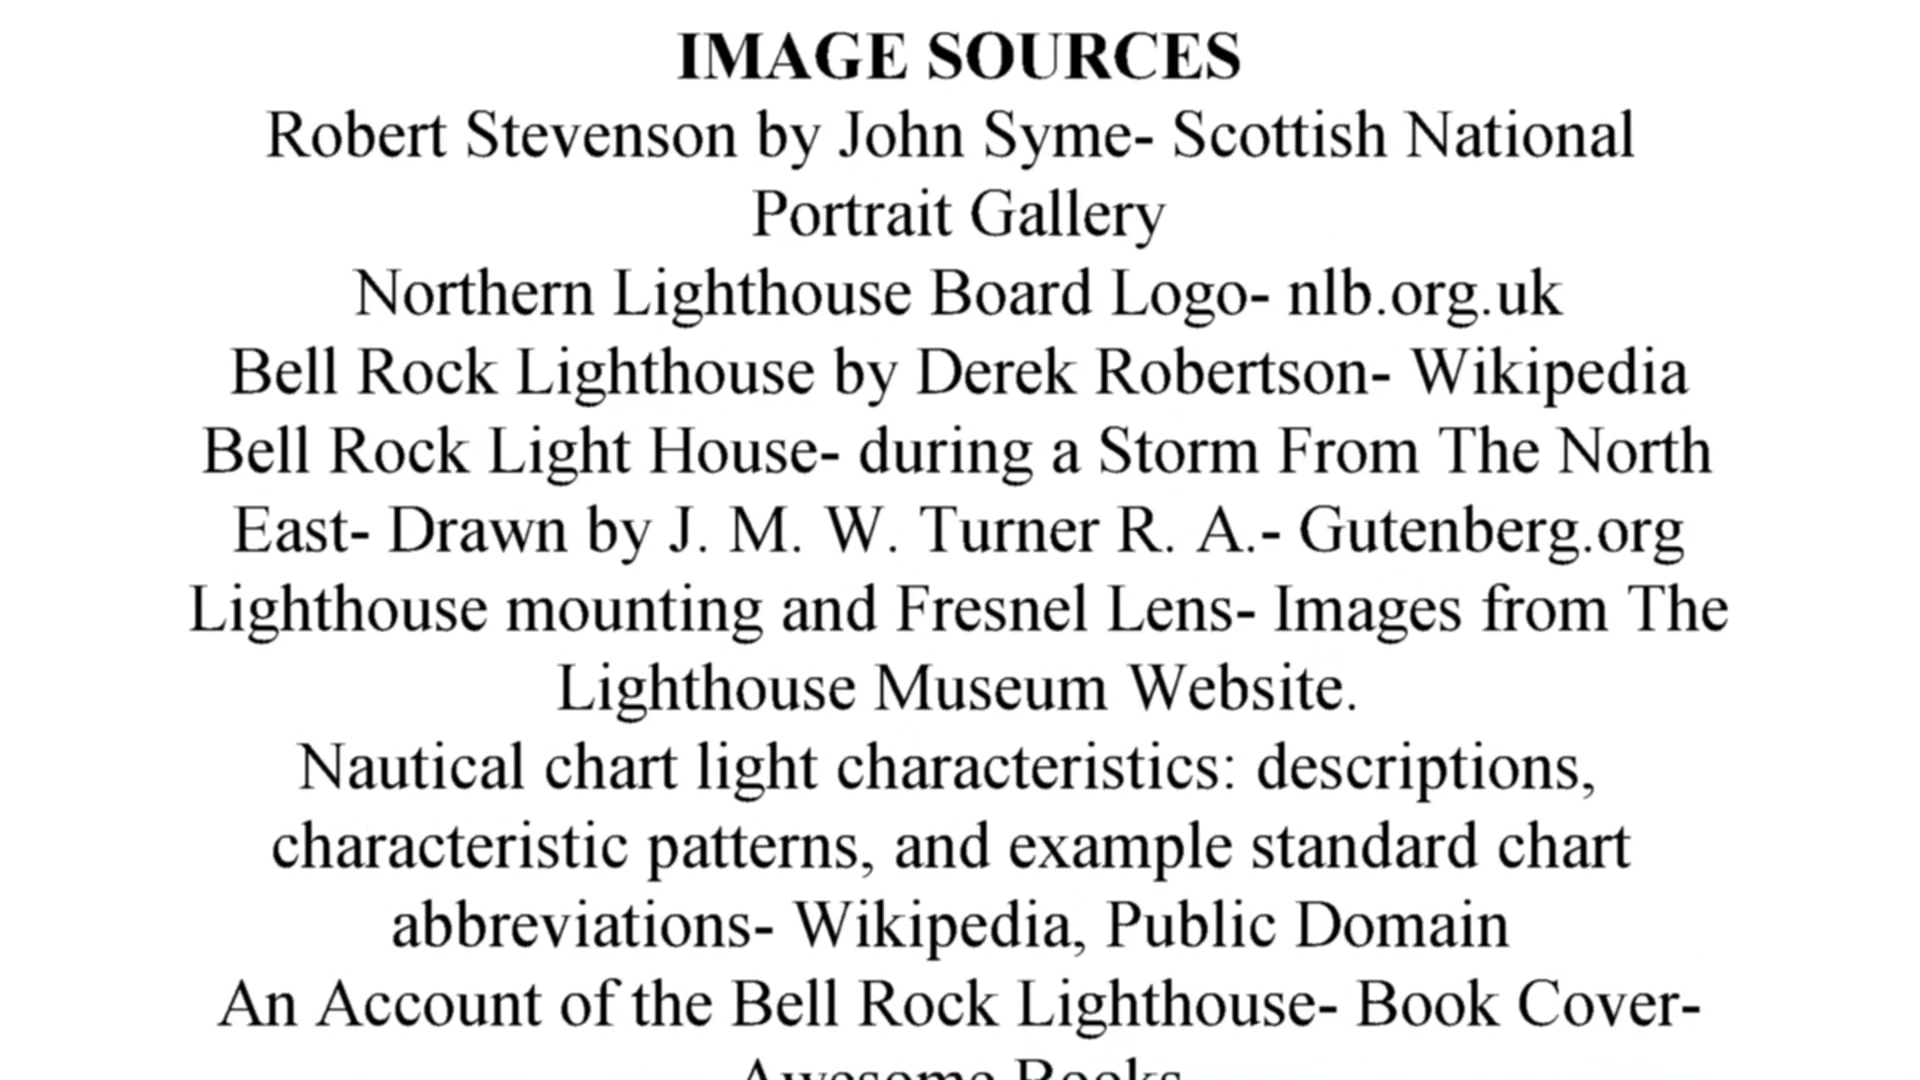 IMAGE SOURCES
Robert Stevenson by John Syme- Scottish National
Portrait Gallery
Northern Lighthouse Board Logo- nlb.org.uk
Bell Rock Lighthouse by Derek Robertson- Wikipedia
Bell Rock Light House- during a Storm From The North
East- Drawn by J. M. W. Turner R. A.- Gutenberg.org
Lighthouse mounting and Fresnel Lens- Images from The
Lighthouse Museum Website.
Nautical chart light characteristics: descriptions,
characteristic patterns, and example standard chart
abbreviations- Wikipedia, Public Domain
An Account of the Bell Rock Lighthouse- Book Cover-
Awesome Books